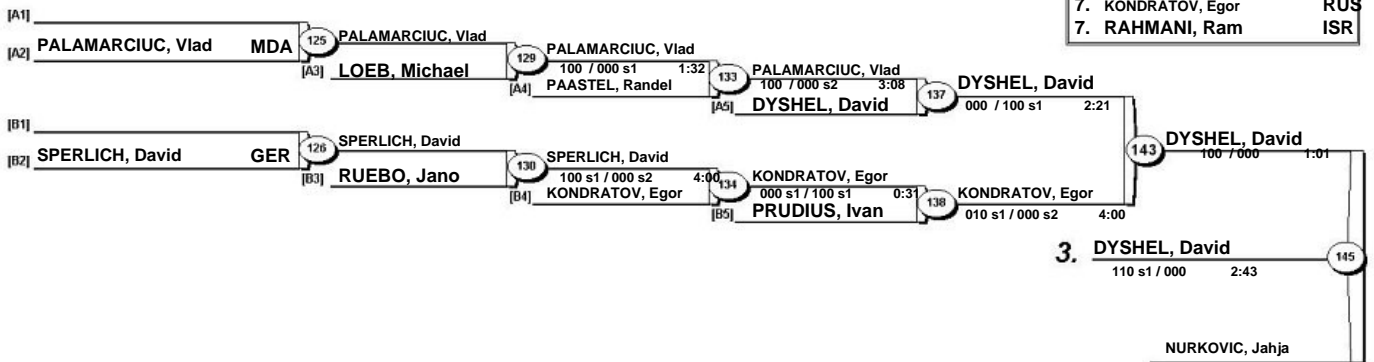 7. KONDRATOV, Egor RUS
7. RAHMANI, Ram ISR
[A1]
[A2] PALAMARCIUC, Vlad MDA 125 PALAMARCIUC, Vlad
[A3] LOEB, Michael
129 PALAMARCIUC, Vlad
100 / 000 s1 1:32
[A4] PAASTEL, Randel
133 PALAMARCIUC, Vlad
100 / 000 s2 3:08
[A5] DYSHEL, David
137 DYSHEL, David
000 / 100 s1 2:21
[B1]
[B2] SPERLICH, David GER 126 SPERLICH, David
[B3] RUEBO, Jano
130 SPERLICH, David
100 s1 / 000 s2 4:00
[B4] KONDRATOV, Egor
134 KONDRATOV, Egor
000 s1 / 100 s1 0:31
[B5] PRUDIUS, Ivan
138 KONDRATOV, Egor
010 s1 / 000 s2 4:00
143 DYSHEL, David
100 / 000 1:01
3. DYSHEL, David 145
110 s1 / 000 2:43
NURKOVIC, Jahja